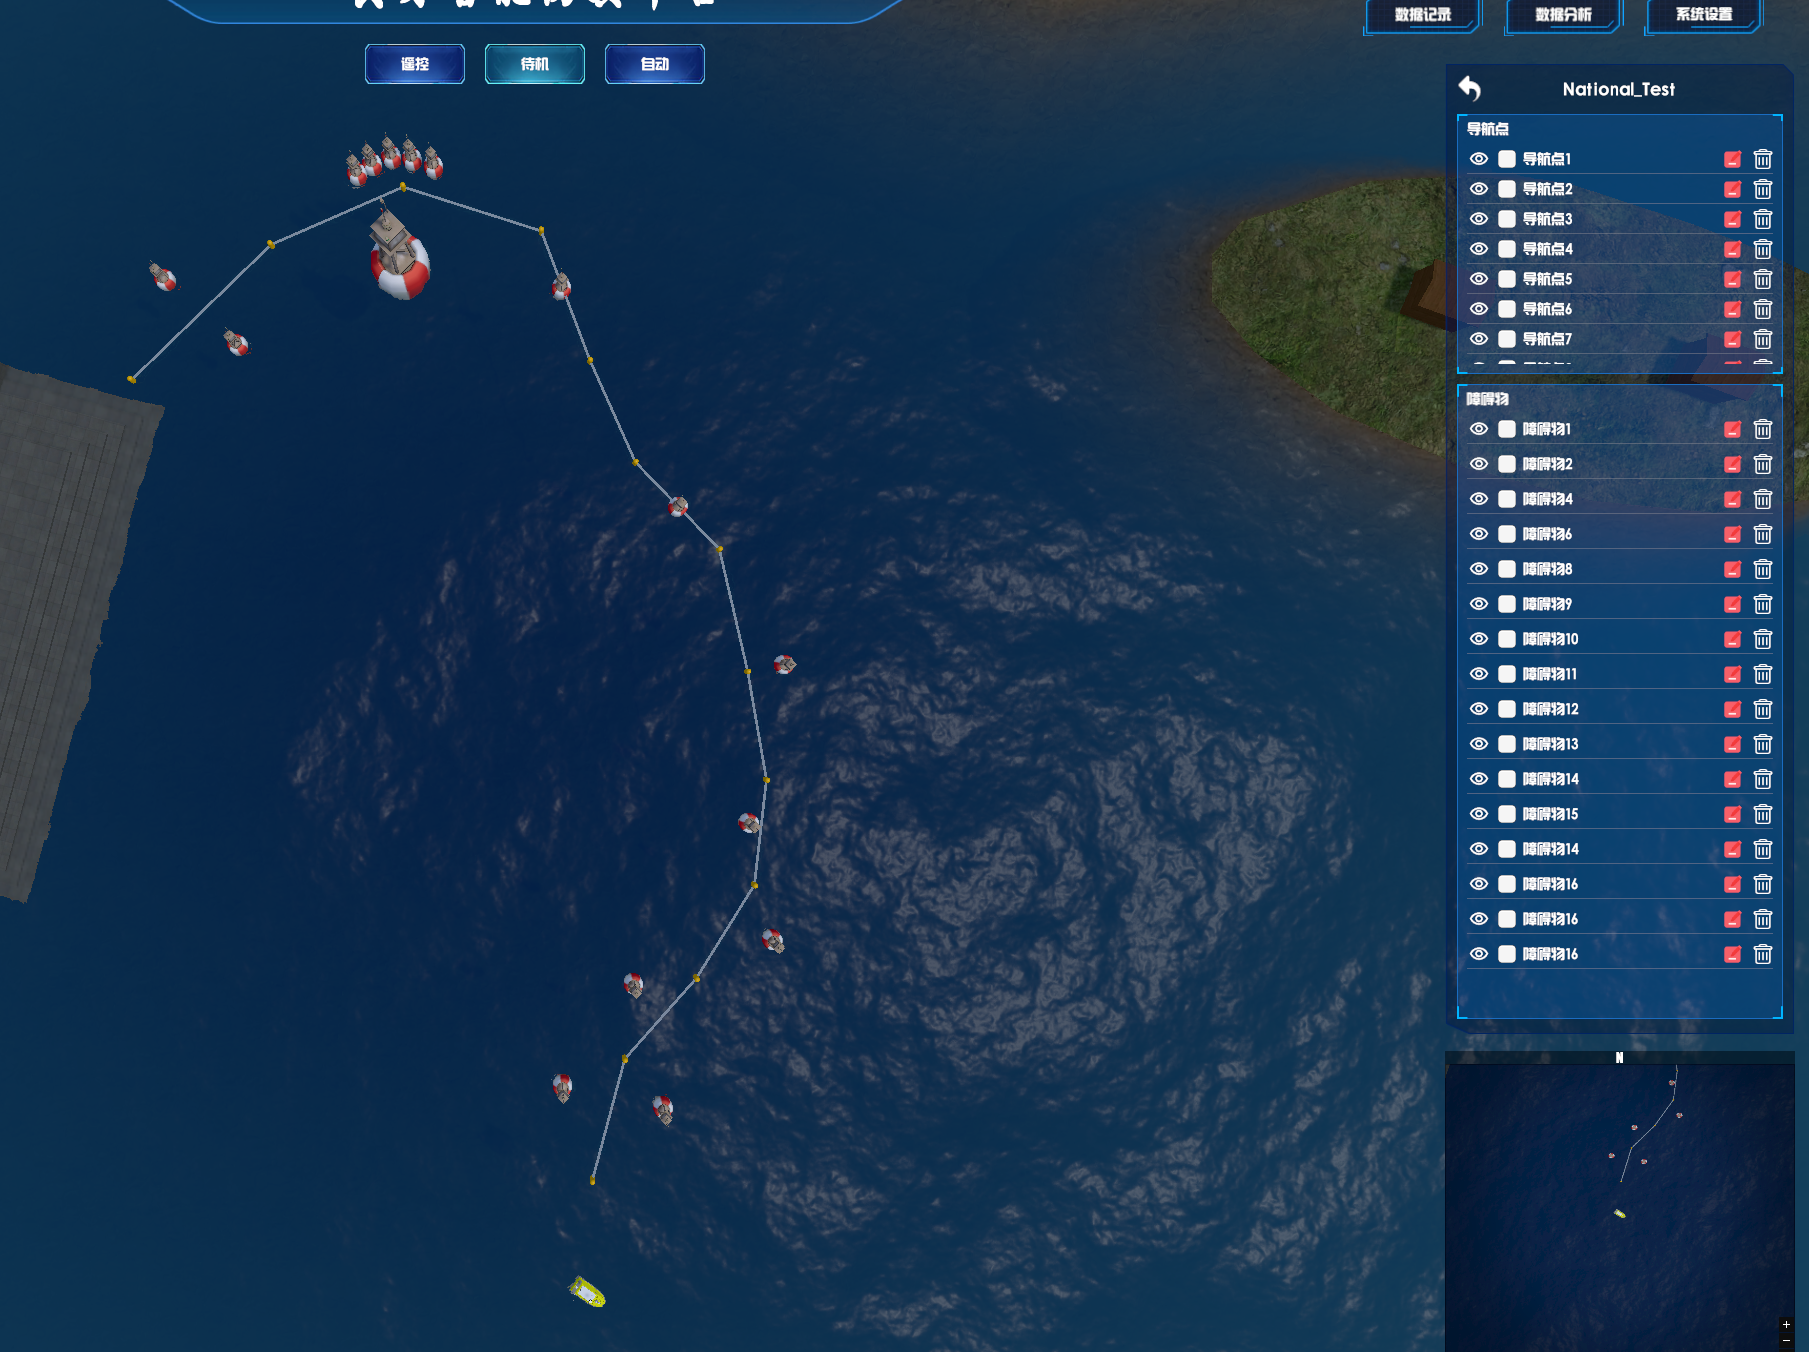 数据记录
数据分析
系统设置
遥控
待机
自动
National_Test
导航点
导航点1
导航点2
导航点3
导航点4
导航点5
导航点6
导航点7
障碍物
障碍物1
障碍物2
障碍物4
障碍物6
障碍物8
障碍物9
障碍物10
障碍物11
障碍物12
障碍物13
障碍物14
障碍物15
障碍物14
障碍物16
障碍物16
障碍物16
N
+
−